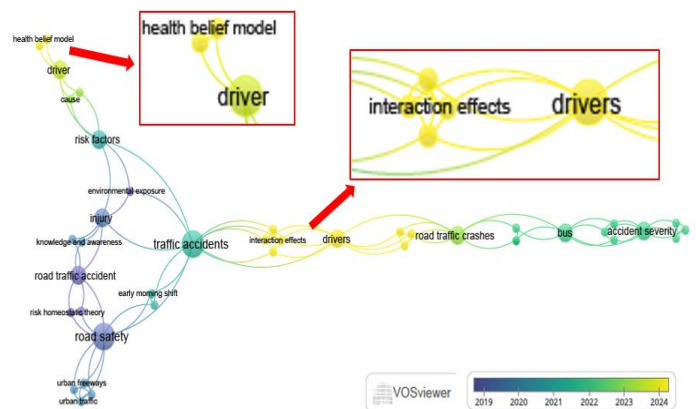 health belief model
driver
cause
risk factors
environmental exposure
injury
knowledge and awareness
road traffic accident
risk homeostatic theory
road safety
urban freeways
urban traffic
early morning shift
traffic accidents
interaction effects
drivers
road traffic crashes
bus
accident severity
health belief model
driver
interaction effects
drivers
VOSviewer
2019 2020 2021 2022 2023 2024